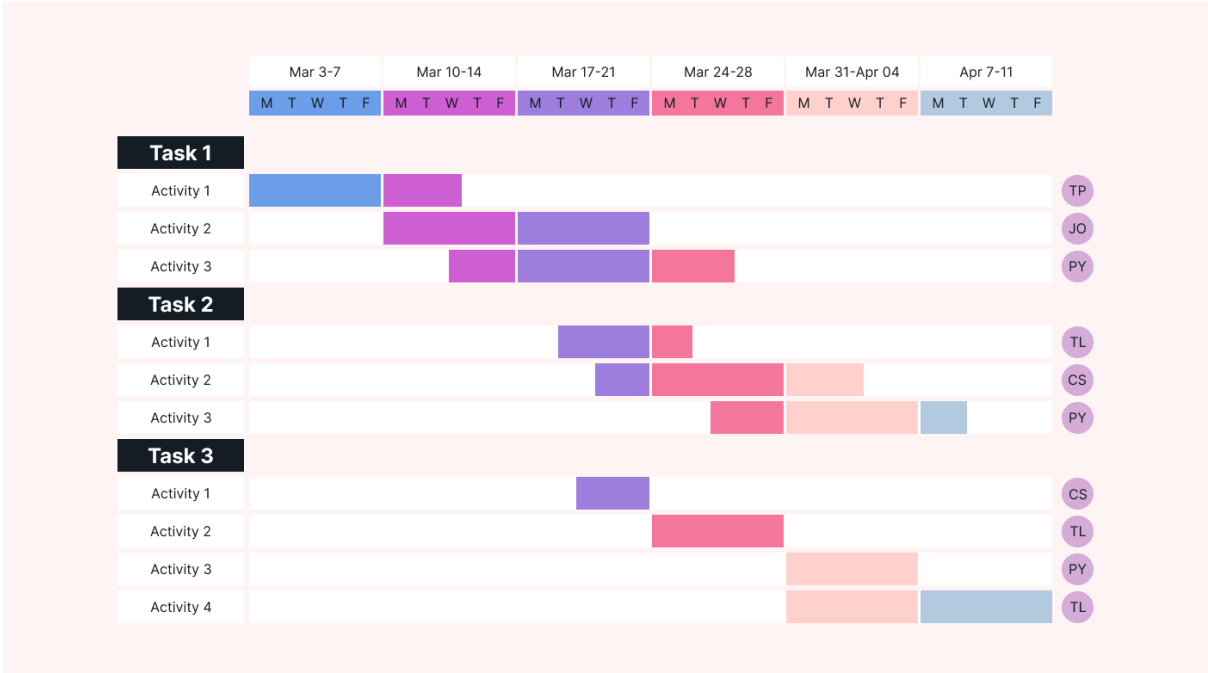 Mar 3-7 Mar 10-14 Mar 17-21 Mar 24-28 Mar 31-Apr 04 Apr 7-11
M T W T F M T W T F M T W T F M T W T F M T W T F M T W T F
Task 1
Activity 1 TP
Activity 2 JO
Activity 3 PY
Task 2
Activity 1 TL
Activity 2 CS
Activity 3 PY
Task 3
Activity 1 CS
Activity 2 TL
Activity 3 PY
Activity 4 TL